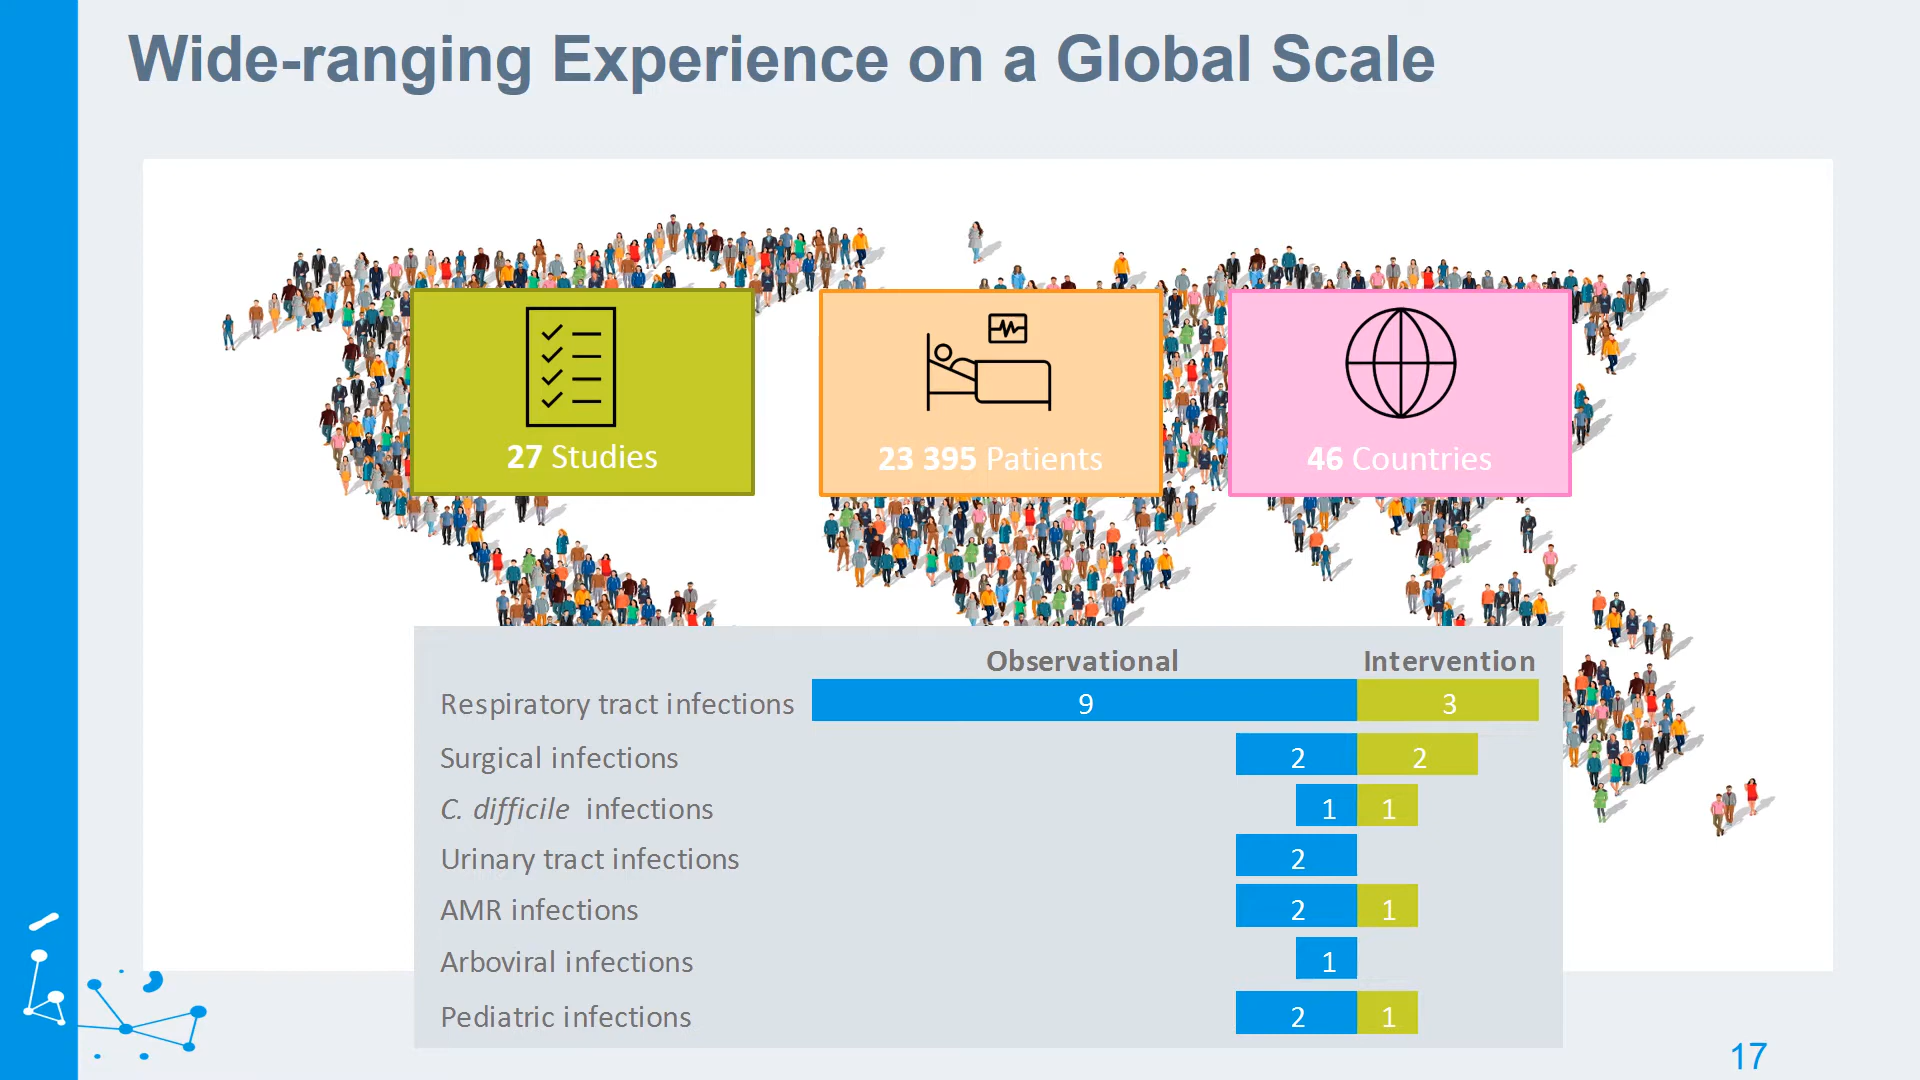 Wide-ranging Experience on a Global Scale
27 Studies
23 395 Patients
46 Countries
Observational Intervention
Respiratory tract infections 9 3
Surgical infections 2 2
C. difficile infections 1 1
Urinary tract infections 2
AMR infections 2 1
Arboviral infections 1
Pediatric infections 2 1
17